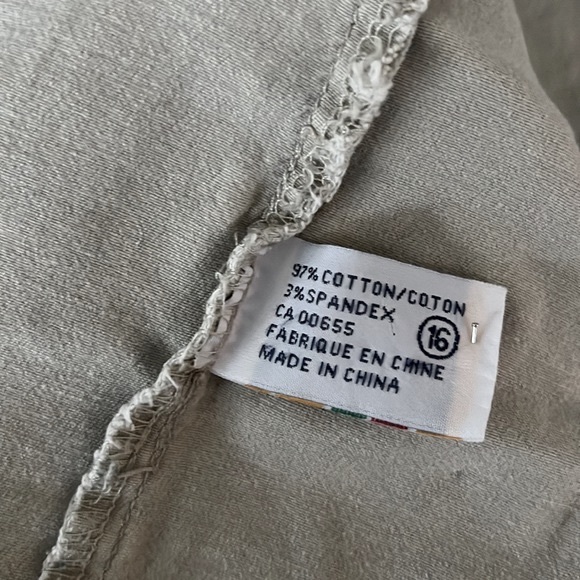 97% COTTON/COTON
3% SPANDEX
CA 00655
16
FABRIQUE EN CHINE
MADE IN CHINA